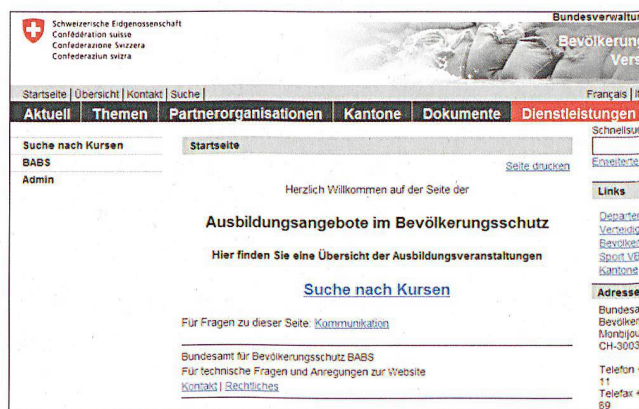 Schweizerische Eidgenossenschaft
Confédération suisse
Confederazione Svizzera
Confederaziun svizra
Bundesverwaltu
Bevölkerung
Vers
Startseite | Übersicht | Kontakt | Suche |
Français |
Aktuell Themen Partnerorganisationen Kantone Dokumente Dienstleistungen
Suche nach Kursen
BABS
Admin
Startseite
Seite drucken
Herzlich Willkommen auf der Seite der
Ausbildungsangebote im Bevölkerungsschutz
Hier finden Sie eine Übersicht der Ausbildungsveranstaltungen
Suche nach Kursen
Für Fragen zu dieser Seite: Kommunikation
Bundesamt für Bevölkerungsschutz BABS
Für technische Fragen und Anregungen zur Website
Kontakt | Rechtliches
Schnellsu
Erweiterte
Links
Departem
Verteidig
Bevölker
Sport VB
Kantone
Adresse
Bundesa
Bevölker
Monbijou
CH-3003
Telefon +
11
Telefax +
69